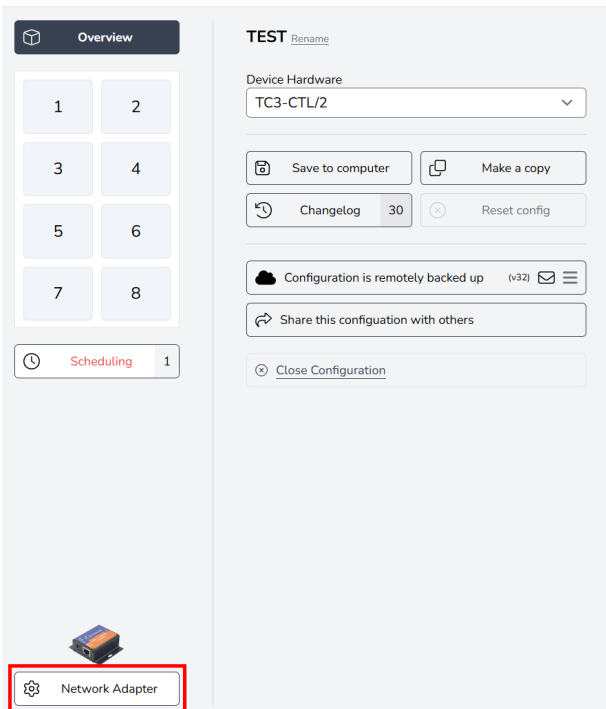 Overview
1 2
3 4
5 6
7 8
Scheduling 1
Network Adapter
TEST Rename
Device Hardware
TC3-CTL/2
Save to computer
Make a copy
Changelog 30
Reset config
Configuration is remotely backed up (v32)
Share this configuation with others
Close Configuration